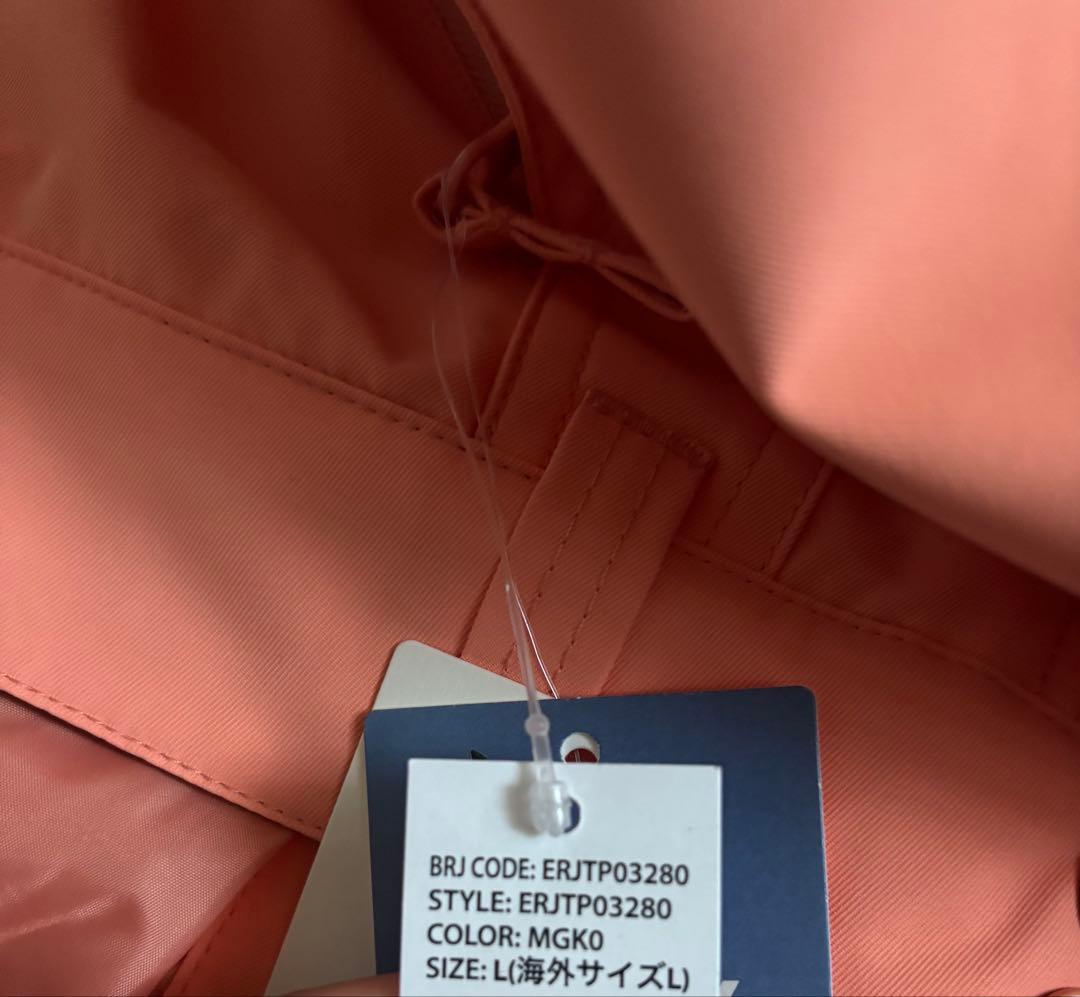 BRJ CODE: ERJTP03280
STYLE: ERJTP03280
COLOR: MGK0
SIZE: L(海外サイズL)